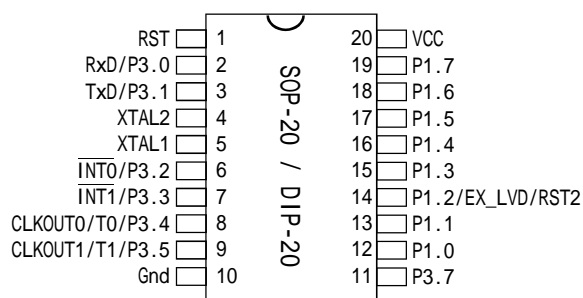 RST 1 20 VCC
RxD/P3.0 2 19 P1.7
TxD/P3.1 3 18 P1.6
XTAL2 4 17 P1.5
XTAL1 5 16 P1.4
INT0/P3.2 6 15 P1.3
INT1/P3.3 7 14 P1.2/EX_LVD/RST2
CLKOUT0/T0/P3.4 8 13 P1.1
CLKOUT1/T1/P3.5 9 12 P1.0
Gnd 10 11 P3.7
SOP-20 / DIP-20